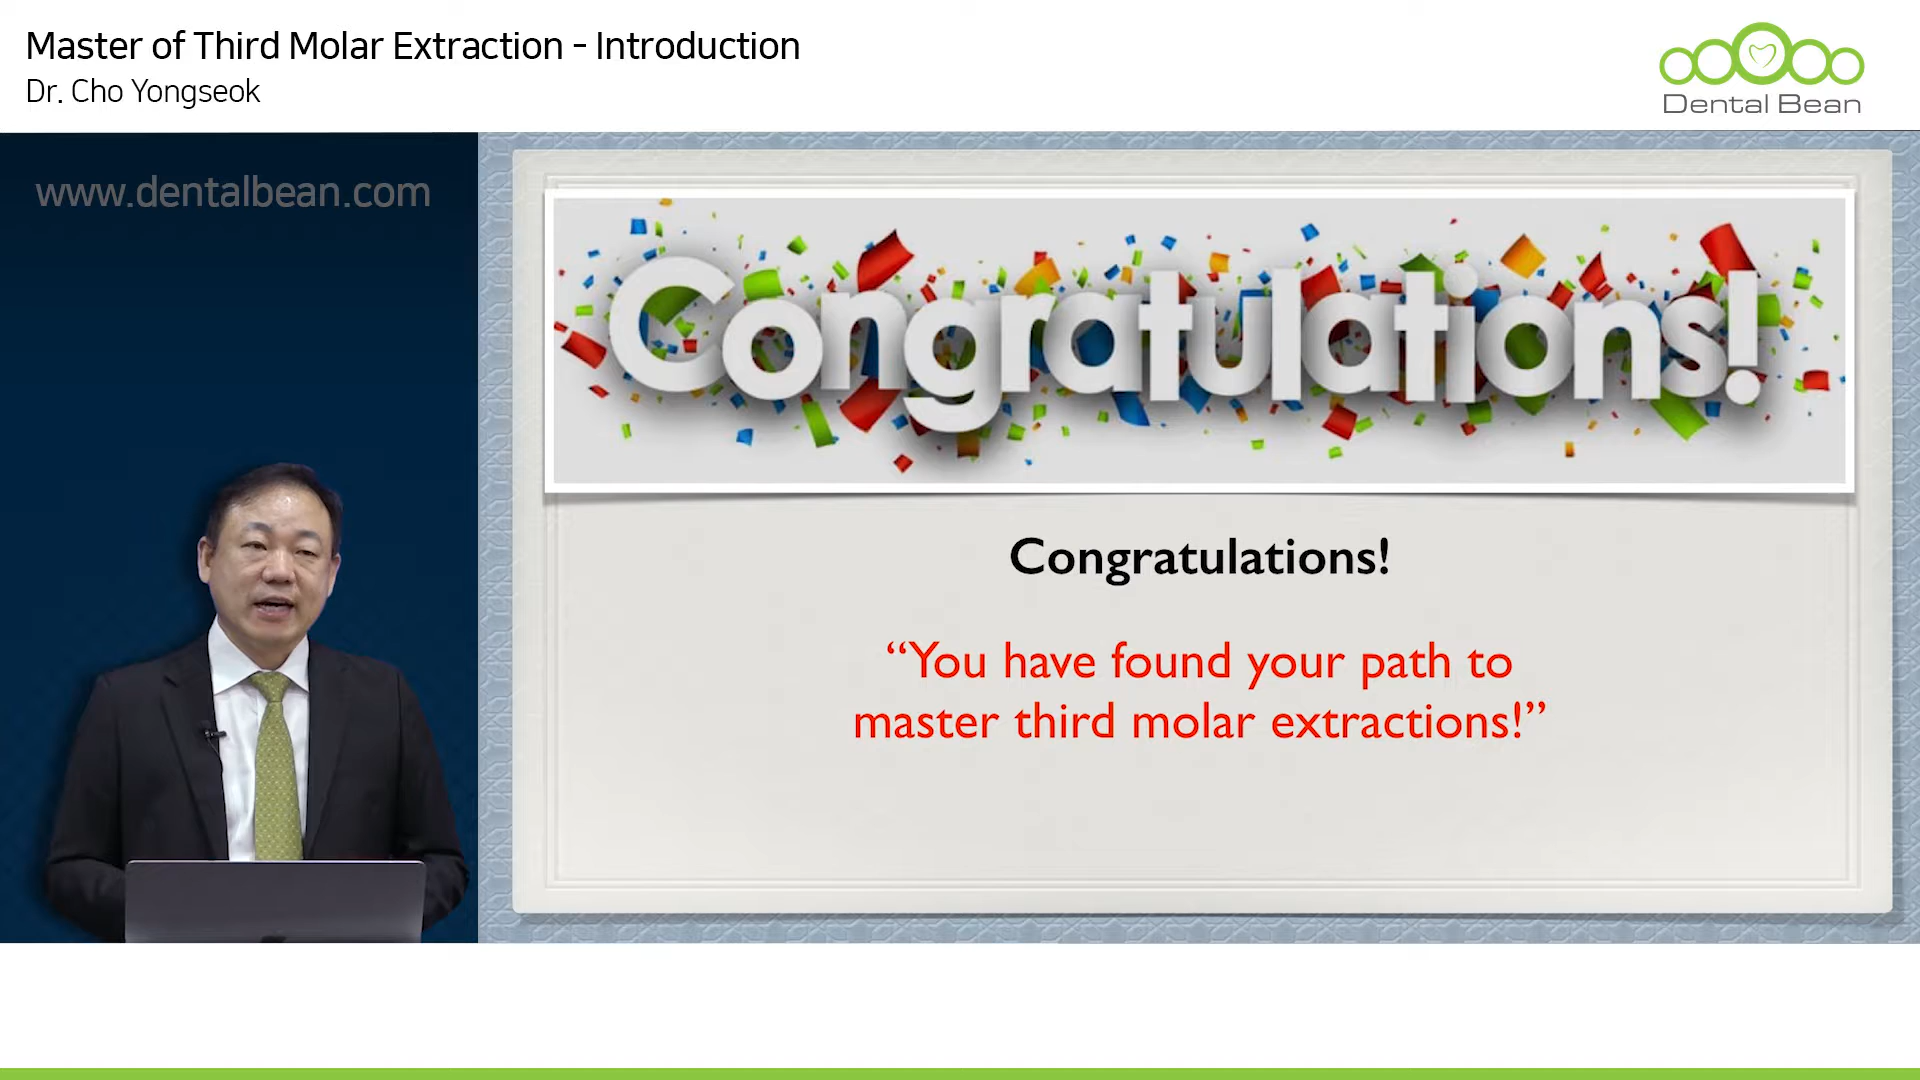 Master of Third Molar Extraction - Introduction
Dr. Cho Yongseok
Dental Bean
www.dentalbean.com
Congratulations!
Congratulations!
“You have found your path to
master third molar extractions!”